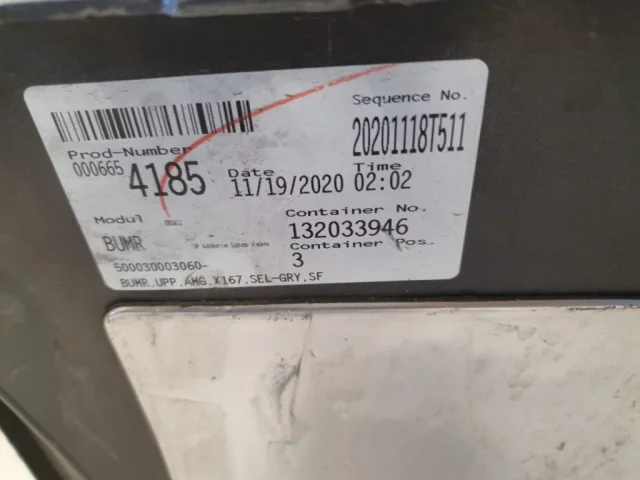 Sequence No.
20201118T511
Prod-Number
000665 4185
Date Time
11/19/2020 02:02
Modul
BUMR
Container No.
132033946
Container Pos.
3
500030003060-
BUMR.UPP.AMG.X167.SEL-GRY.SF